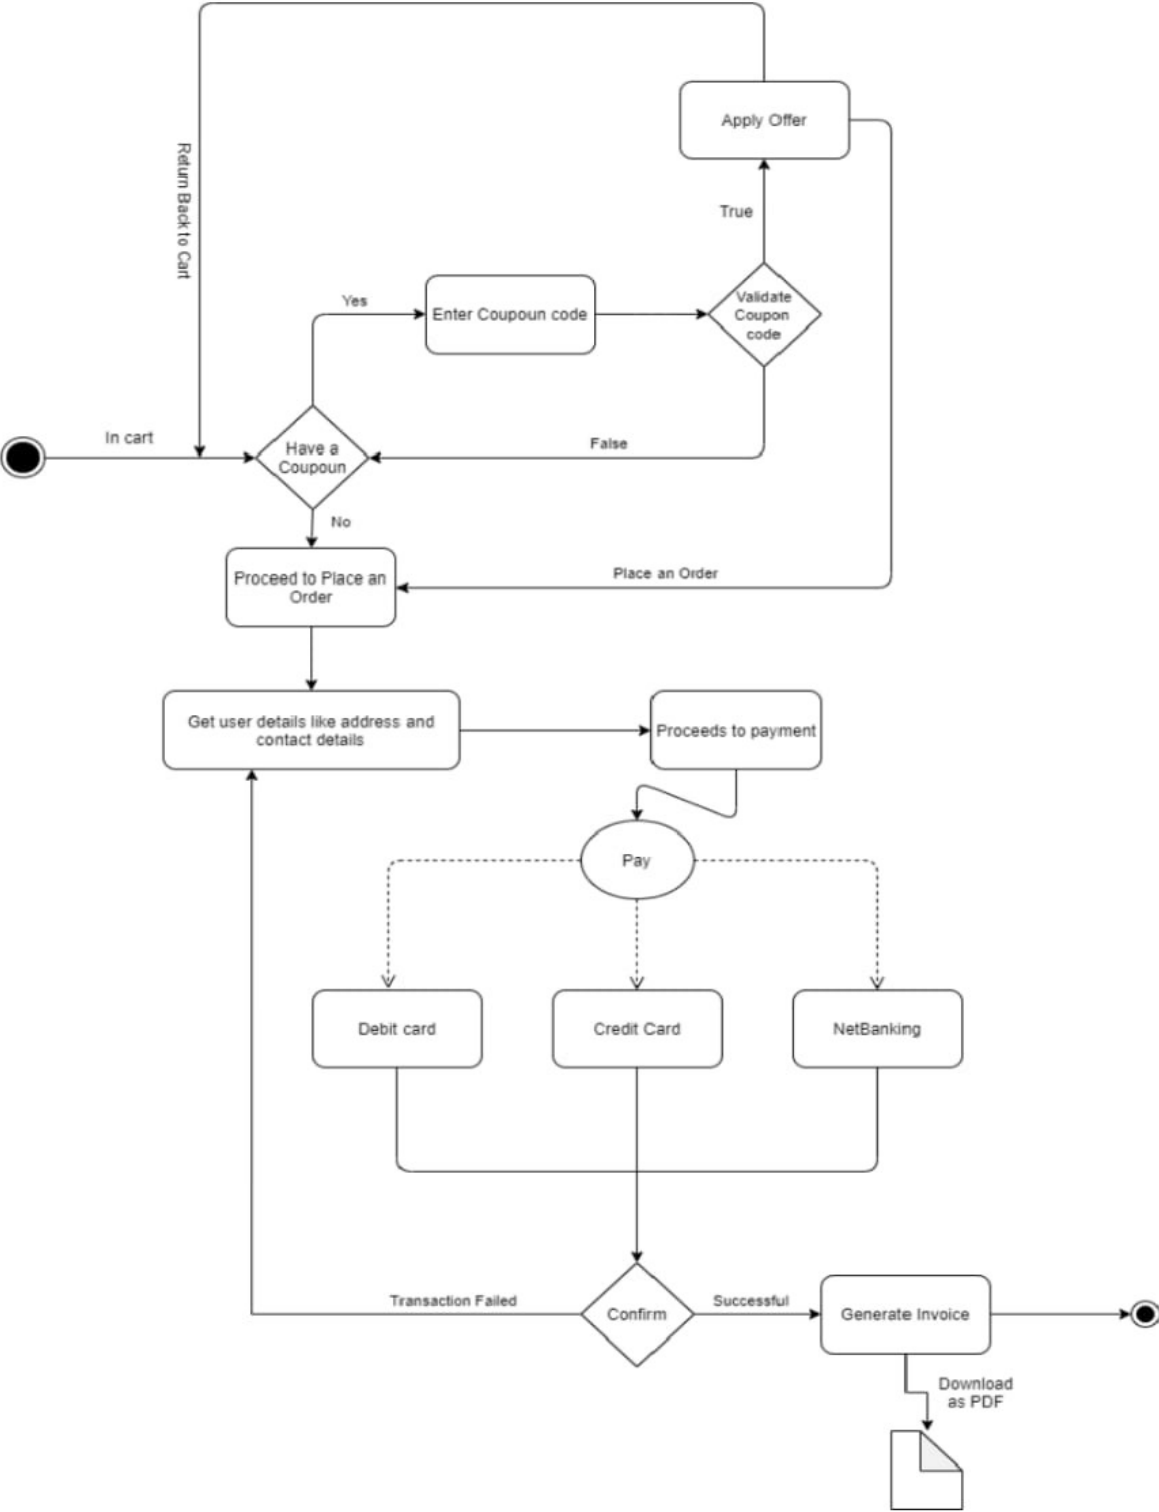 Apply Offer
Return Back to Cart
True
Validate
Coupon
code
Yes
Enter Coupoun code
In cart
Have a
Coupoun
False
No
Proceed to Place an
Order
Place an Order
Get user details like address and
contact details
Proceeds to payment
Pay
Debit card
Credit Card
NetBanking
Transaction Failed
Confirm
Successful
Generate Invoice
Download
as PDF